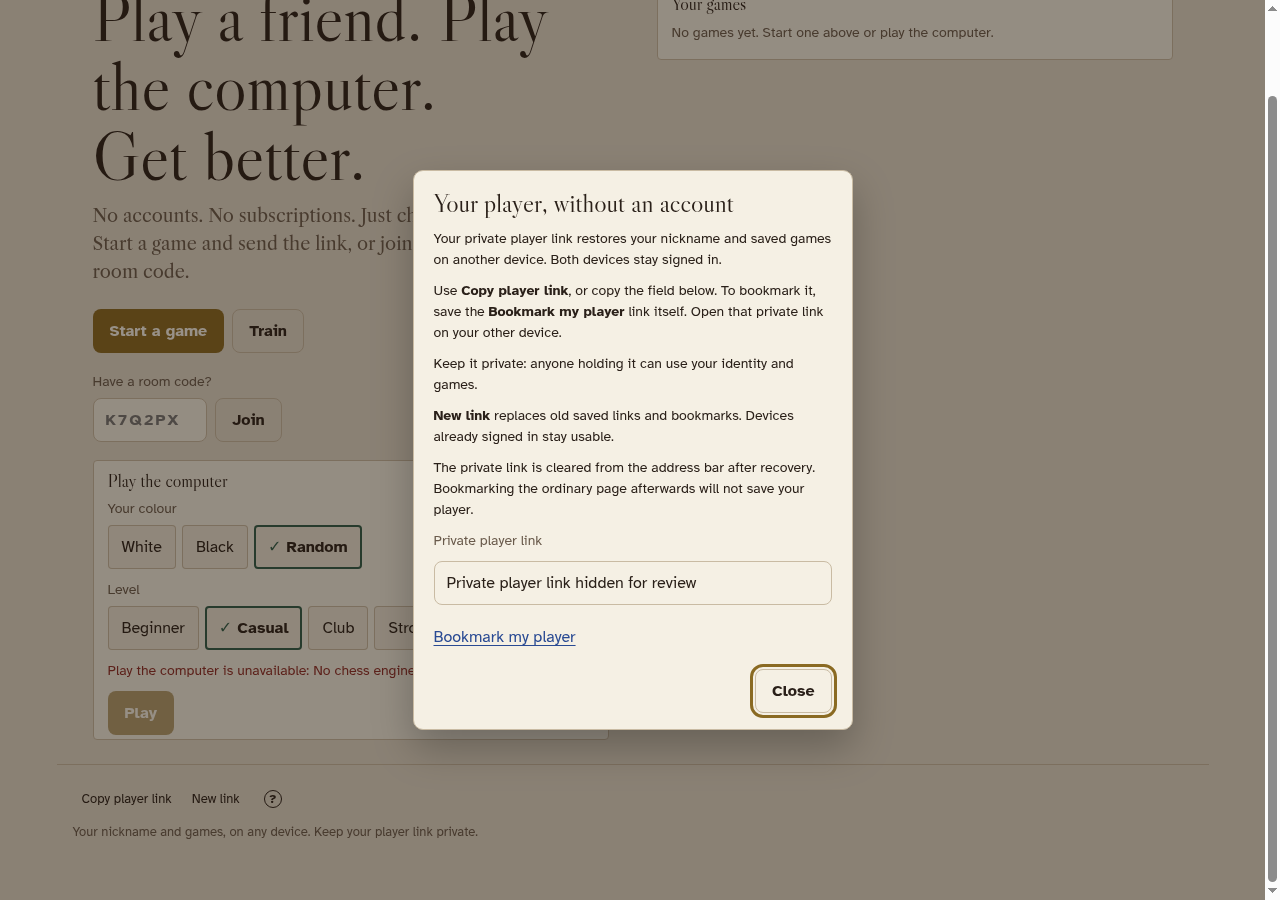 Play a friend. Play
the computer.
Get better.
No accounts. No subscriptions. Just ch
Start a game and send the link, or join
room code.
Start a game
Train
Have a room code?
K7Q2PX
Join
Play the computer
Your colour
White
Black
✓ Random
Level
Beginner
✓ Casual
Club
Stro
Play the computer is unavailable: No chess engine
Play
Your games
No games yet. Start one above or play the computer.
Your player, without an account
Your private player link restores your nickname and saved games
on another device. Both devices stay signed in.
Use Copy player link, or copy the field below. To bookmark it,
save the Bookmark my player link itself. Open that private link
on your other device.
Keep it private: anyone holding it can use your identity and
games.
New link replaces old saved links and bookmarks. Devices
already signed in stay usable.
The private link is cleared from the address bar after recovery.
Bookmarking the ordinary page afterwards will not save your
player.
Private player link
Private player link hidden for review
Bookmark my player
Close
Copy player link
New link
?
Your nickname and games, on any device. Keep your player link private.